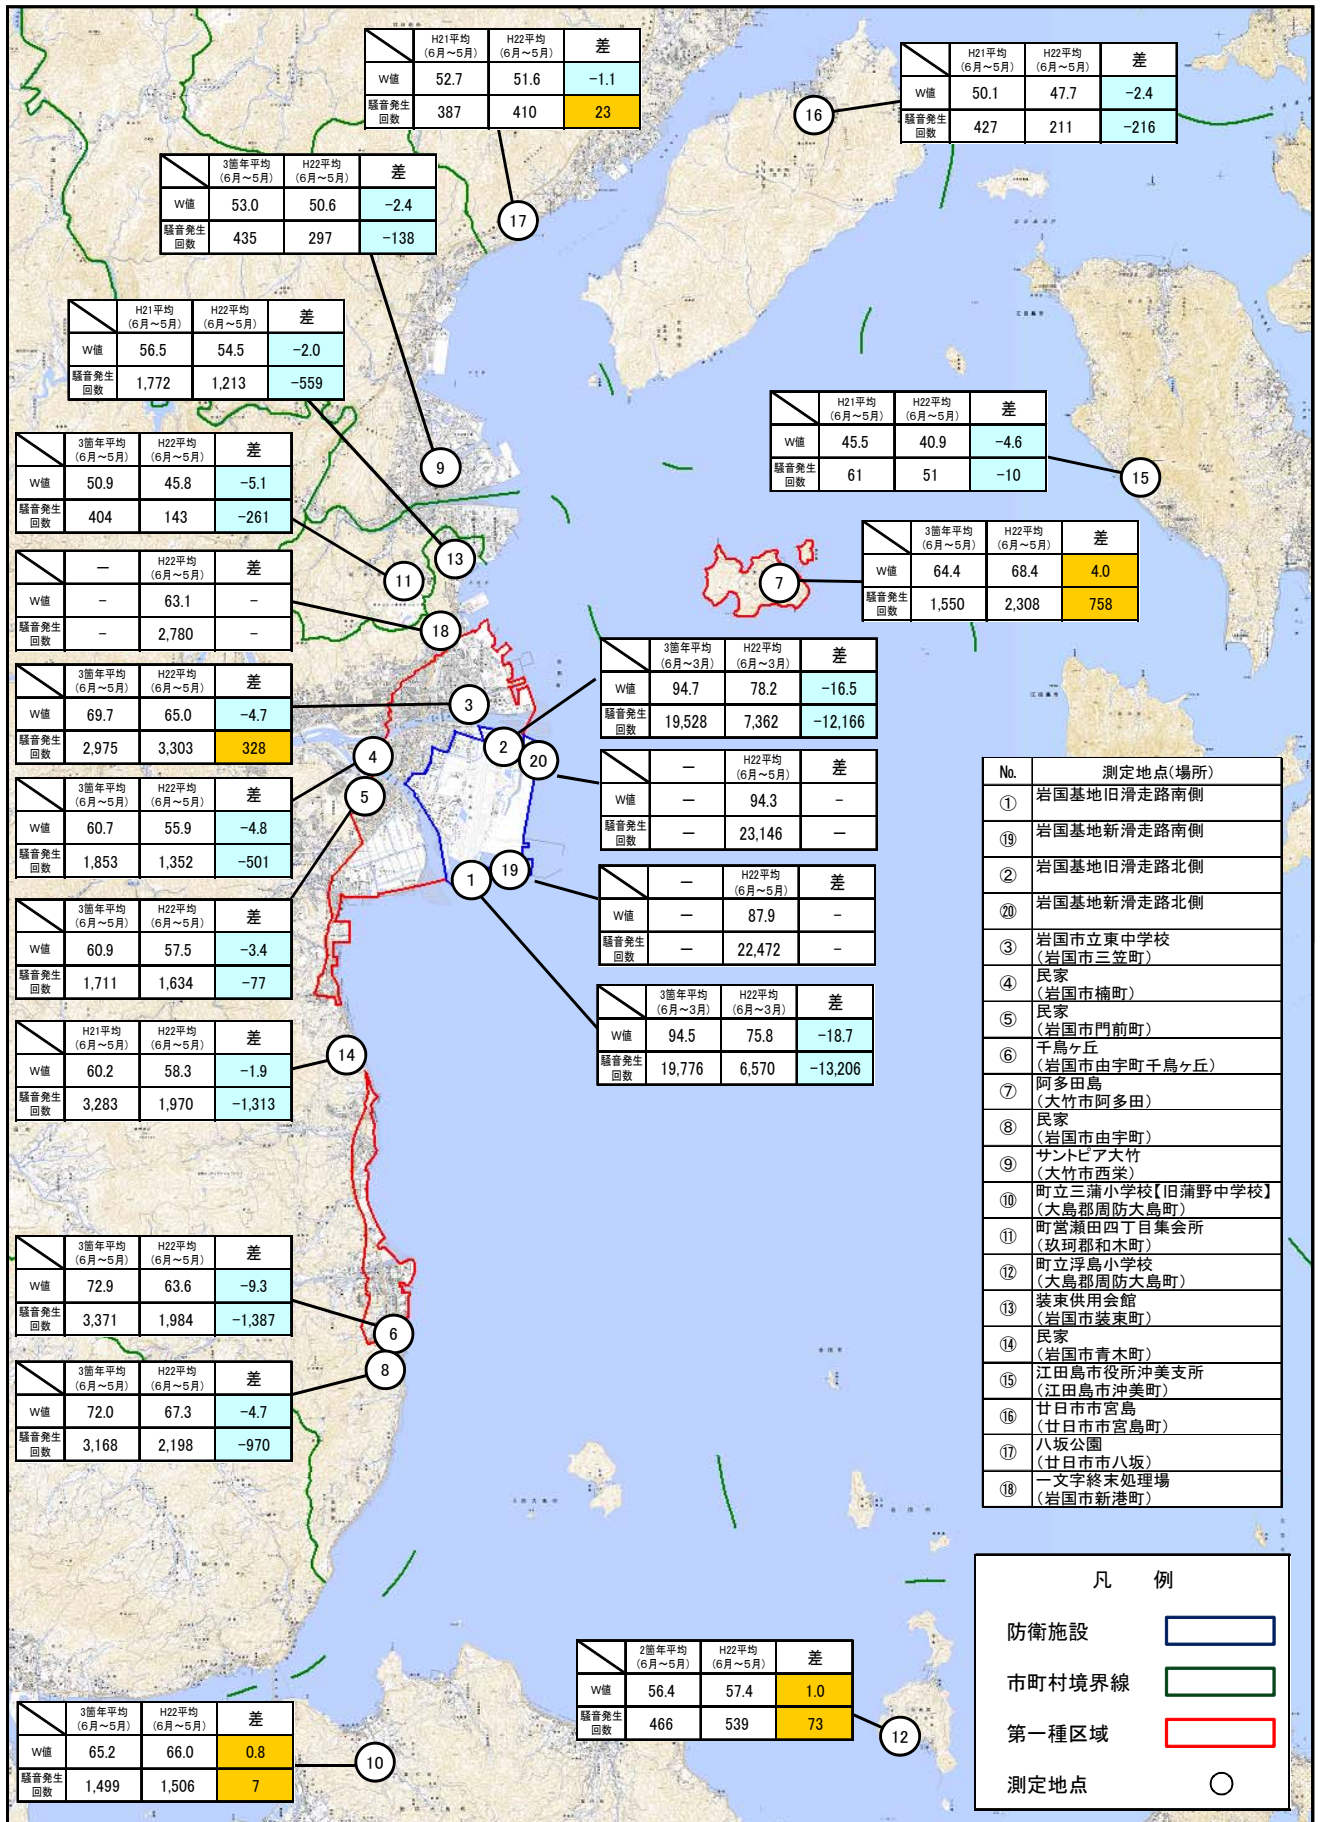 H21平均 H22平均 差
(6月～5月) (6月～5月)
W値 52.7 51.6 -1.1
騒音発生回数 387 410 23
H21平均 H22平均 差
(6月～5月) (6月～5月)
W値 50.1 47.7 -2.4
騒音発生回数 427 211 -216
16
3箇年平均 H22平均 差
(6月～5月) (6月～5月)
W値 53.0 50.6 -2.4
騒音発生回数 435 297 -138
17
H21平均 H22平均 差
(6月～5月) (6月～5月)
W値 56.5 54.5 -2.0
騒音発生回数 1,772 1,213 -559
H21平均 H22平均 差
(6月～5月) (6月～5月)
W値 45.5 40.9 -4.6
騒音発生回数 61 51 -10
15
3箇年平均 H22平均 差
(6月～5月) (6月～5月)
W値 50.9 45.8 -5.1
騒音発生回数 404 143 -261
9
13
11
3箇年平均 H22平均 差
(6月～5月) (6月～5月)
W値 64.4 68.4 4.0
騒音発生回数 1,550 2,308 758
7
― H22平均 差
(6月～5月)
W値 - 63.1 -
騒音発生回数 - 2,780 -
18
3箇年平均 H22平均 差
(6月～3月) (6月～3月)
W値 94.7 78.2 -16.5
騒音発生回数 19,528 7,362 -12,166
3箇年平均 H22平均 差
(6月～5月) (6月～5月)
W値 69.7 65.0 -4.7
騒音発生回数 2,975 3,303 328
3
2
20
4
5
― H22平均 差
(6月～5月)
W値 ― 94.3 -
騒音発生回数 ― 23,146 ―
3箇年平均 H22平均 差
(6月～5月) (6月～5月)
W値 60.7 55.9 -4.8
騒音発生回数 1,853 1,352 -501
1
19
― H22平均 差
(6月～5月)
W値 ― 87.9 -
騒音発生回数 ― 22,472 -
3箇年平均 H22平均 差
(6月～5月) (6月～5月)
W値 60.9 57.5 -3.4
騒音発生回数 1,711 1,634 -77
3箇年平均 H22平均 差
(6月～3月) (6月～3月)
W値 94.5 75.8 -18.7
騒音発生回数 19,776 6,570 -13,206
H21平均 H22平均 差
(6月～5月) (6月～5月)
W値 60.2 58.3 -1.9
騒音発生回数 3,283 1,970 -1,313
14
3箇年平均 H22平均 差
(6月～5月) (6月～5月)
W値 72.9 63.6 -9.3
騒音発生回数 3,371 1,984 -1,387
6
8
3箇年平均 H22平均 差
(6月～5月) (6月～5月)
W値 72.0 67.3 -4.7
騒音発生回数 3,168 2,198 -970
2箇年平均 H22平均 差
(6月～5月) (6月～5月)
W値 56.4 57.4 1.0
騒音発生回数 466 539 73
12
3箇年平均 H22平均 差
(6月～5月) (6月～5月)
W値 65.2 66.0 0.8
騒音発生回数 1,499 1,506 7
10
No. 測定地点(場所)
① 岩国基地旧滑走路南側
⑲ 岩国基地新滑走路南側
② 岩国基地旧滑走路北側
⑳ 岩国基地新滑走路北側
③ 岩国市立東中学校
(岩国市三笠町)
④ 民家
(岩国市楠町)
⑤ 民家
(岩国市門前町)
⑥ 千鳥ヶ丘
(岩国市由宇町千鳥ヶ丘)
⑦ 阿多田島
(大竹市阿多田)
⑧ 民家
(岩国市由宇町)
⑨ サントピア大竹
(大竹市西栄)
⑩ 町立三蒲小学校【旧蒲野中学校】
(大島郡周防大島町)
⑪ 町営瀬田四丁目集会所
(玖珂郡和木町)
⑫ 町立浮島小学校
(大島郡周防大島町)
⑬ 装束供用会館
(岩国市装束町)
⑭ 民家
(岩国市青木町)
⑮ 江田島市役所沖美支所
(江田島市沖美町)
⑯ 廿日市市宮島
(廿日市市宮島町)
⑰ 八坂公園
(廿日市市八坂)
⑱ 一文字終末処理場
(岩国市新港町)
凡 例
防衛施設
市町村境界線
第一種区域
測定地点